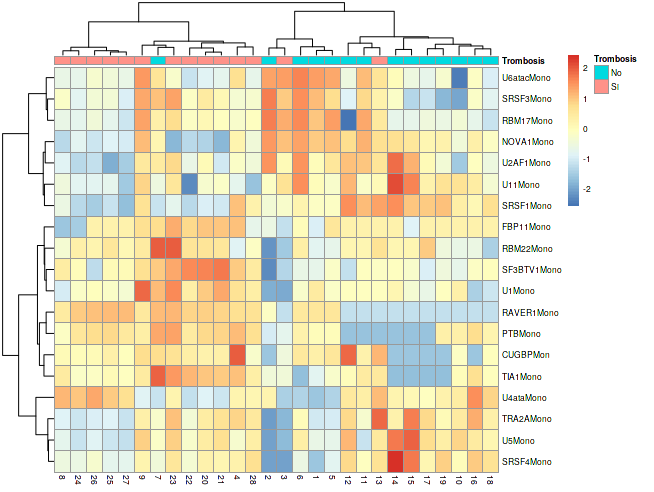 Trombosis
U6atacMono
SRSF3Mono
RBM17Mono
NOVA1Mono
U2AF1Mono
U11Mono
SRSF1Mono
FBP11Mono
RBM22Mono
SF3BTV1Mono
U1Mono
RAVER1Mono
PTBMono
CUGBPMon
TIA1Mono
U4ataMono
TRA2AMono
U5Mono
SRSF4Mono
8 24 26 25 27 9 7 23 22 20 21 4 28 2 3 6 1 5 12 11 13 14 15 17 19 10 16 18
2
1
0
-1
-2
Trombosis
No
SI